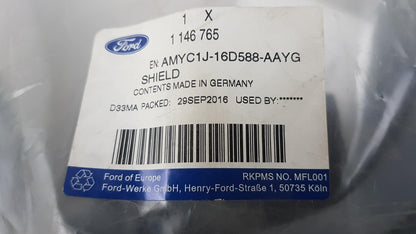 1 X
Ford
1 146 765
EN: AMYC1J-16D588-AAYG
SHIELD
CONTENTS MADE IN GERMANY
D33MA PACKED: 29SEP2016 USED BY:*******
Ford of Europe RKPMS NO. MFL001
Ford-Werke GmbH, Henry-Ford-Straße 1, 50735 Köln